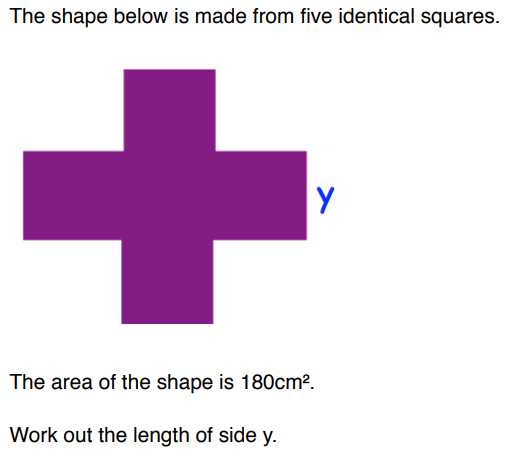 The shape below is made from five identical squares.
y
The area of the shape is 180cm².
Work out the length of side y.